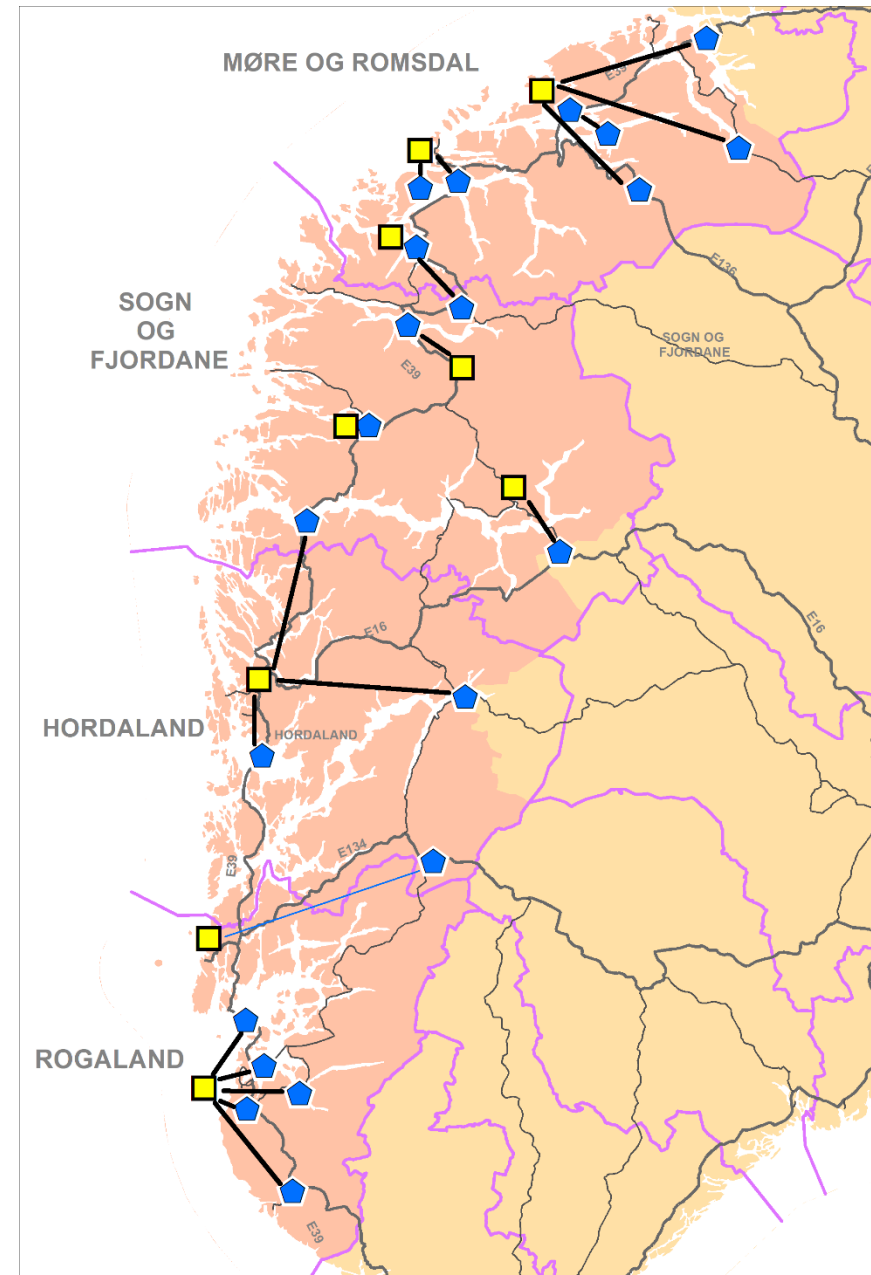 MØRE OG ROMSDAL
E39
E136
SOGN
OG
FJORDANE
SOGN OG
FJORDANE
E39
E16
E16
HORDALAND
HORDALAND
E134
E39
ROGALAND
E39